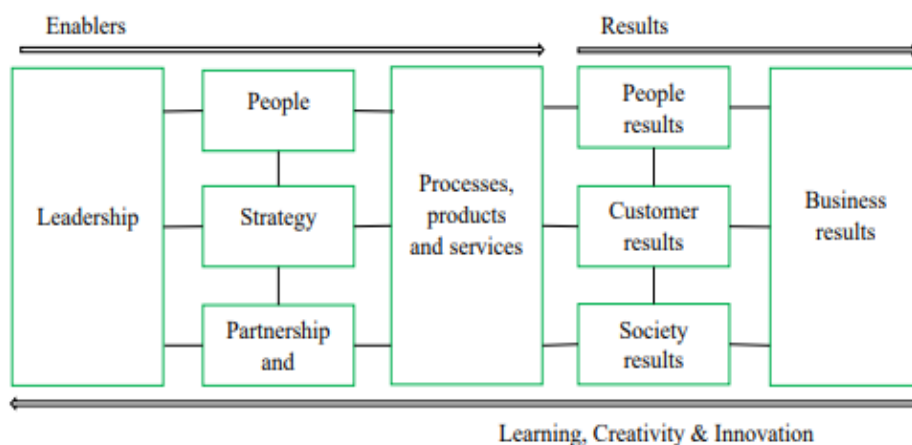 Enablers
Results
Leadership
People
Strategy
Partnership
and
Processes,
products
and services
People
results
Customer
results
Society
results
Business
results
Learning, Creativity & Innovation